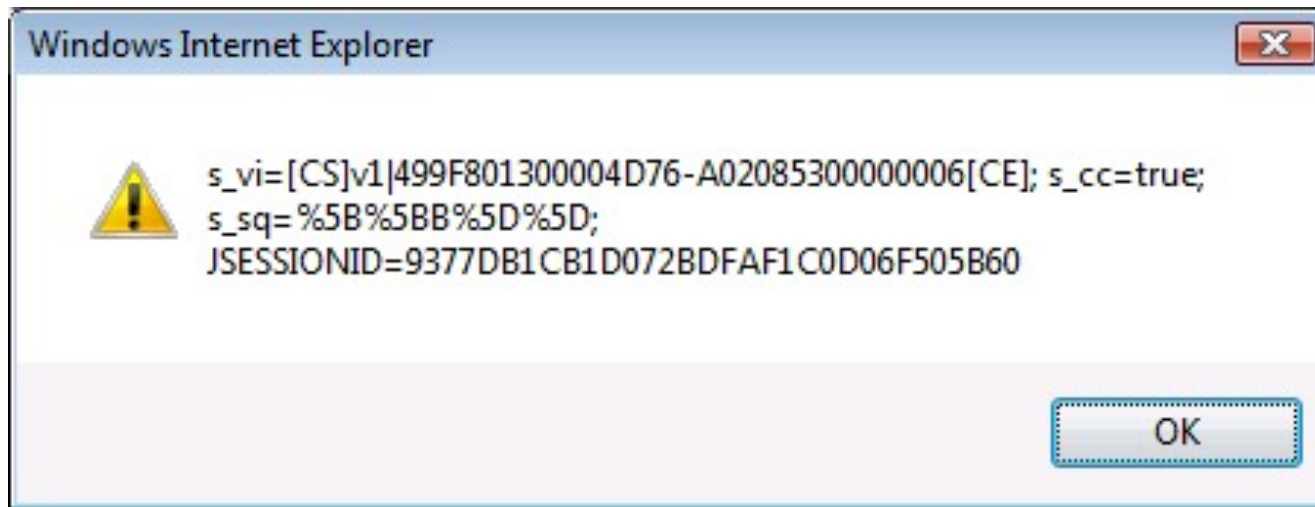 Windows Internet Explorer
s_vi=[CS]v1|499F801300004D76-A02085300000006[CE]; s_cc=true;
s_sq=%5B%5BB%5D%5D;
JSESSIONID=9377DB1CB1D072BDFAF1C0D06F505B60
OK